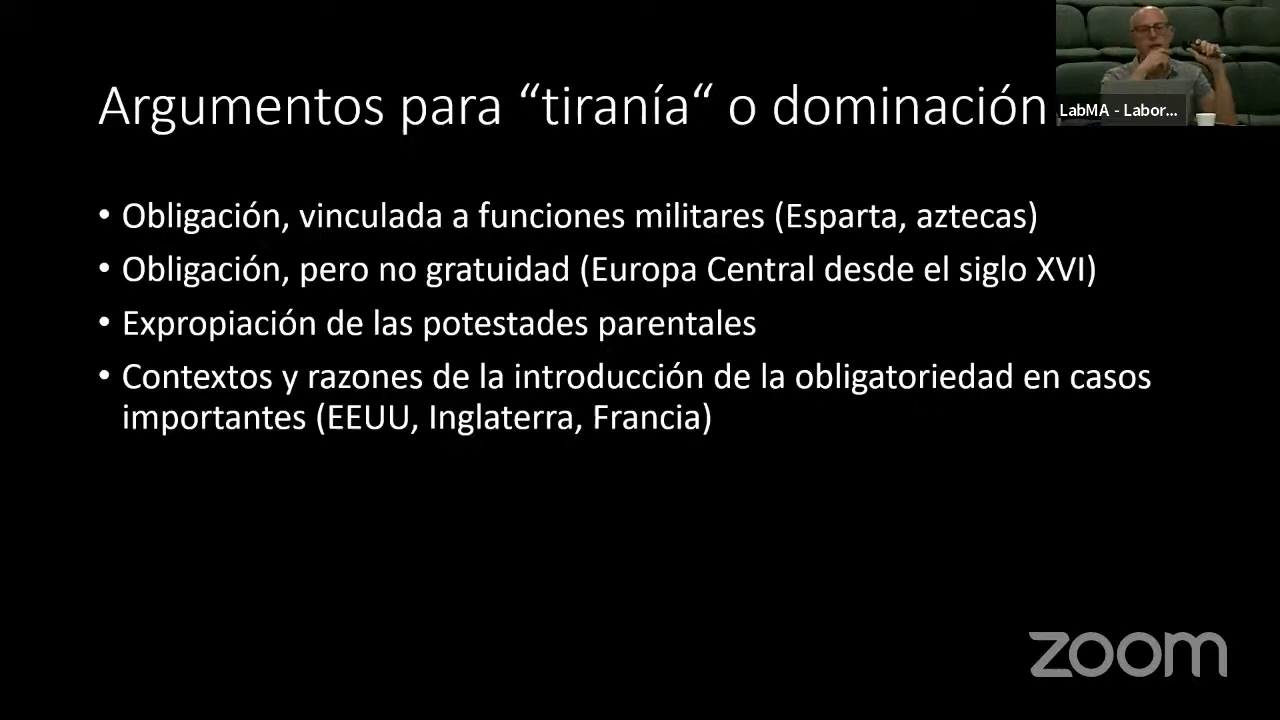 Argumentos para “tiranía“ o dominación
LabMA - Labor...
• Obligación, vinculada a funciones militares (Esparta, aztecas)
• Obligación, pero no gratuidad (Europa Central desde el siglo XVI)
• Expropiación de las potestades parentales
• Contextos y razones de la introducción de la obligatoriedad en casos
importantes (EEUU, Inglaterra, Francia)
zoom